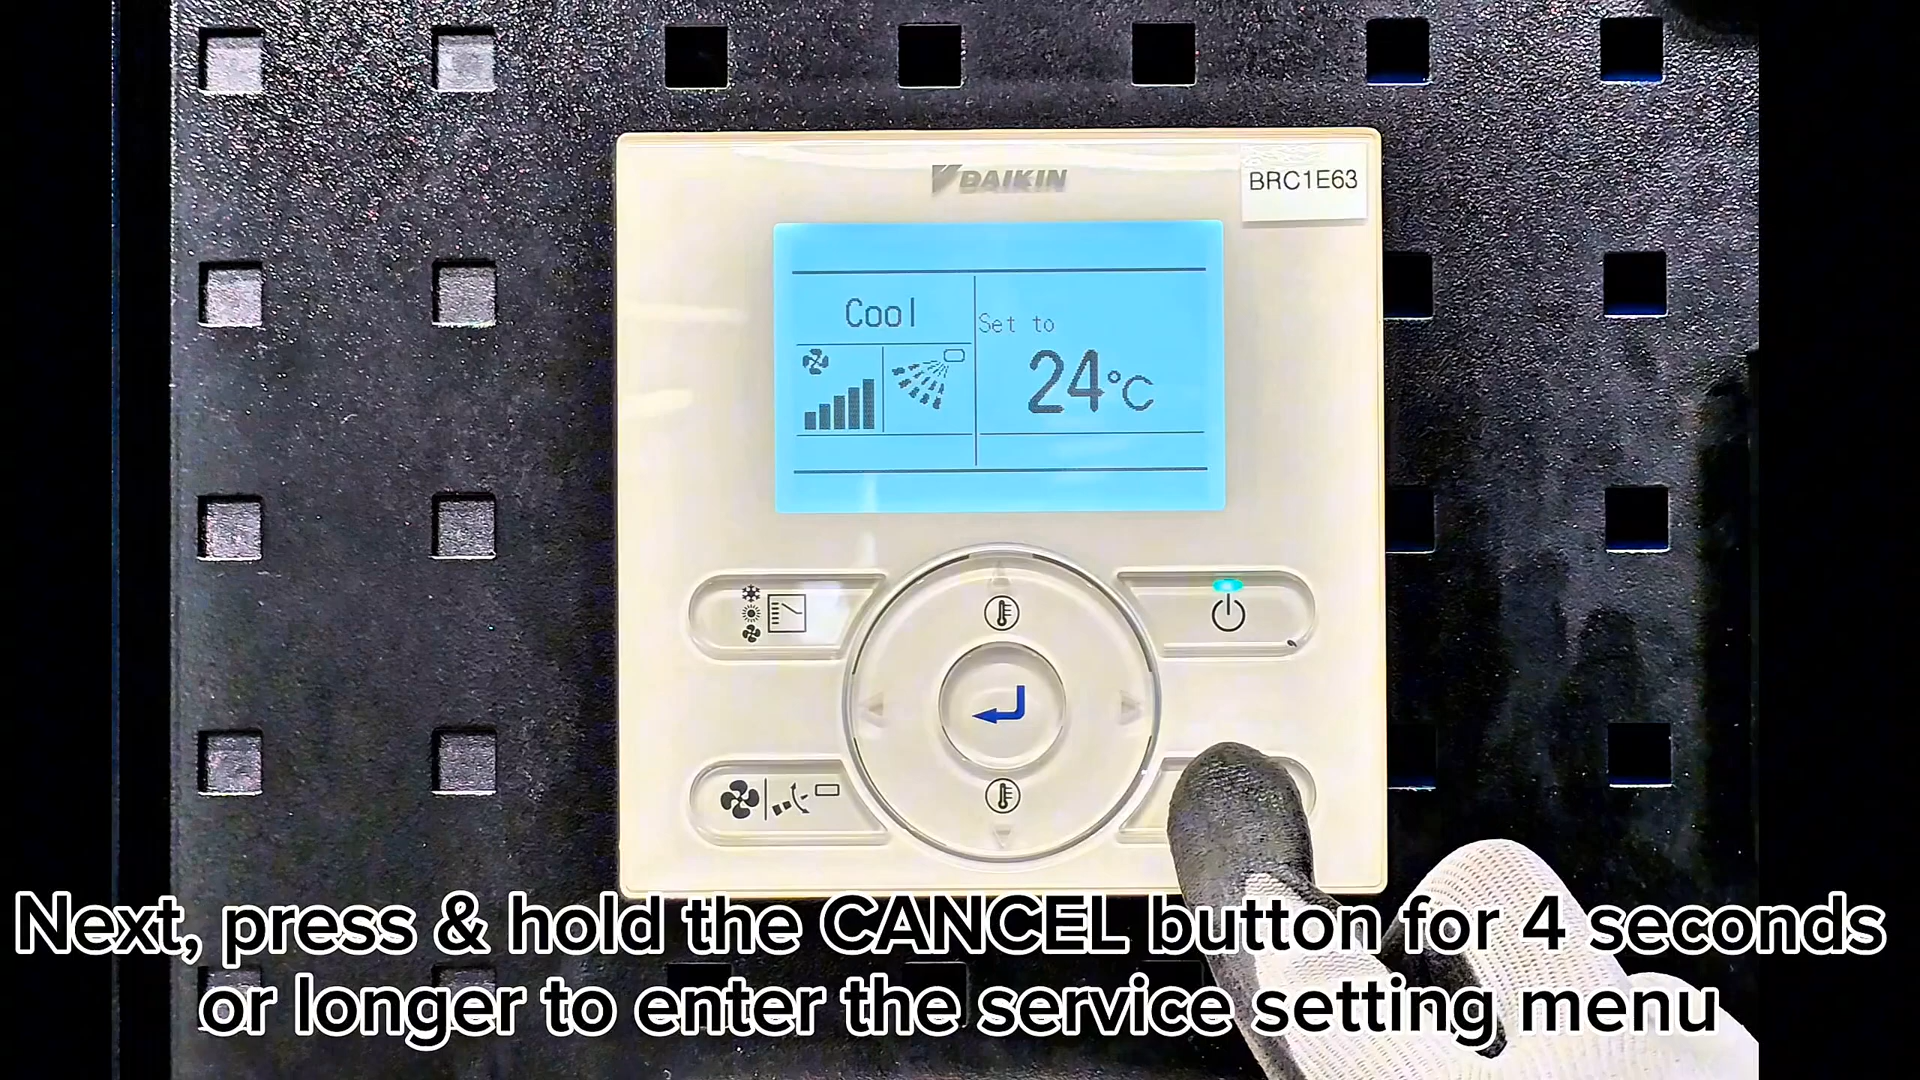 DAIKIN
BRC1E63
Cool
Set to
24°C
Next, press & hold the CANCEL button for 4 seconds
or longer to enter the service setting menu